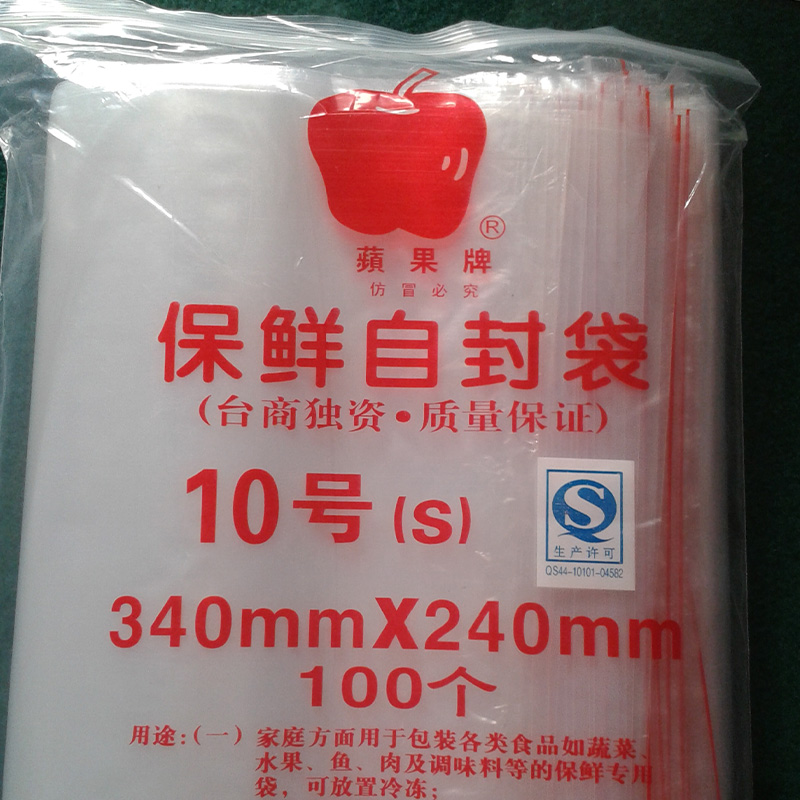 ®
蘋果牌
仿冒必究
保鲜自封袋
(台商独资•质量保证)
10号(S)
S
生产许可
QS44-10101-04582
340mmX240mm
100个
用途:(一) 家庭方面用于包装各类食品如蔬菜、
水果、鱼、肉及调味料等的保鲜专用
袋，可放置冷冻;